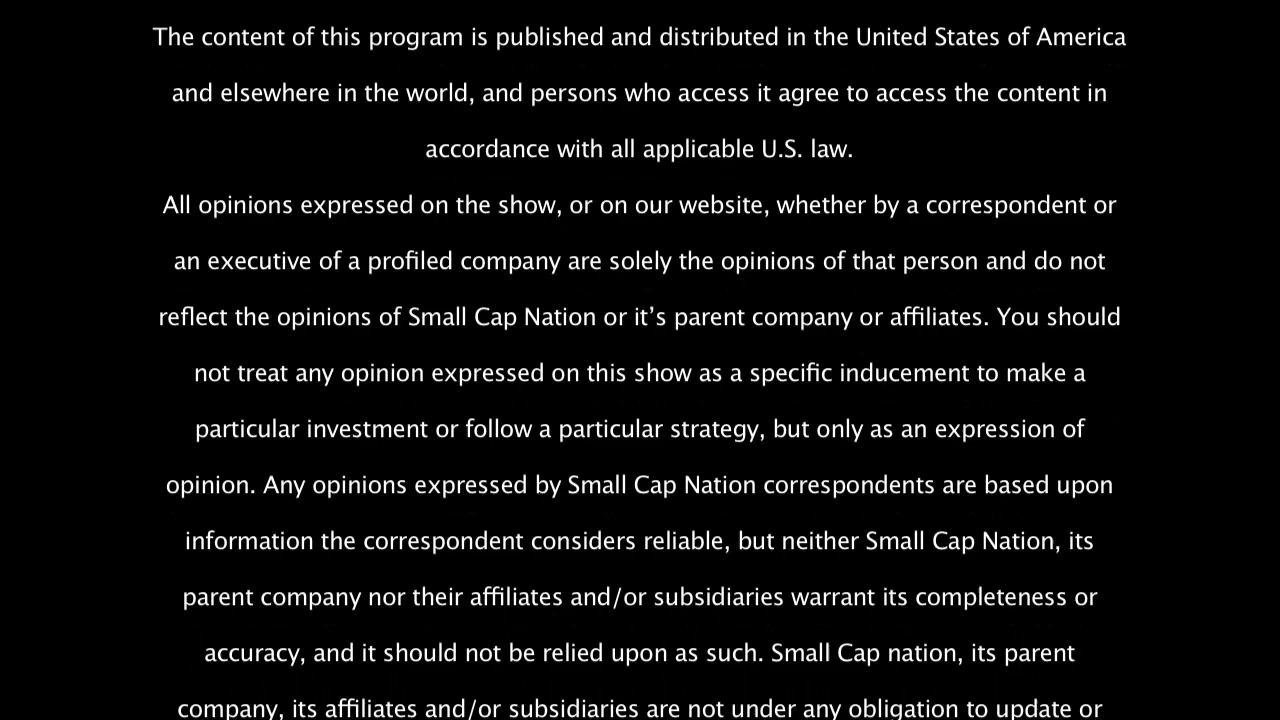 The content of this program is published and distributed in the United States of America
and elsewhere in the world, and persons who access it agree to access the content in
accordance with all applicable U.S. law.
All opinions expressed on the show, or on our website, whether by a correspondent or
an executive of a profiled company are solely the opinions of that person and do not
reflect the opinions of Small Cap Nation or it’s parent company or affiliates. You should
not treat any opinion expressed on this show as a specific inducement to make a
particular investment or follow a particular strategy, but only as an expression of
opinion. Any opinions expressed by Small Cap Nation correspondents are based upon
information the correspondent considers reliable, but neither Small Cap Nation, its
parent company nor their affiliates and/or subsidiaries warrant its completeness or
accuracy, and it should not be relied upon as such. Small Cap nation, its parent
company, its affiliates and/or subsidiaries are not under any obligation to update or